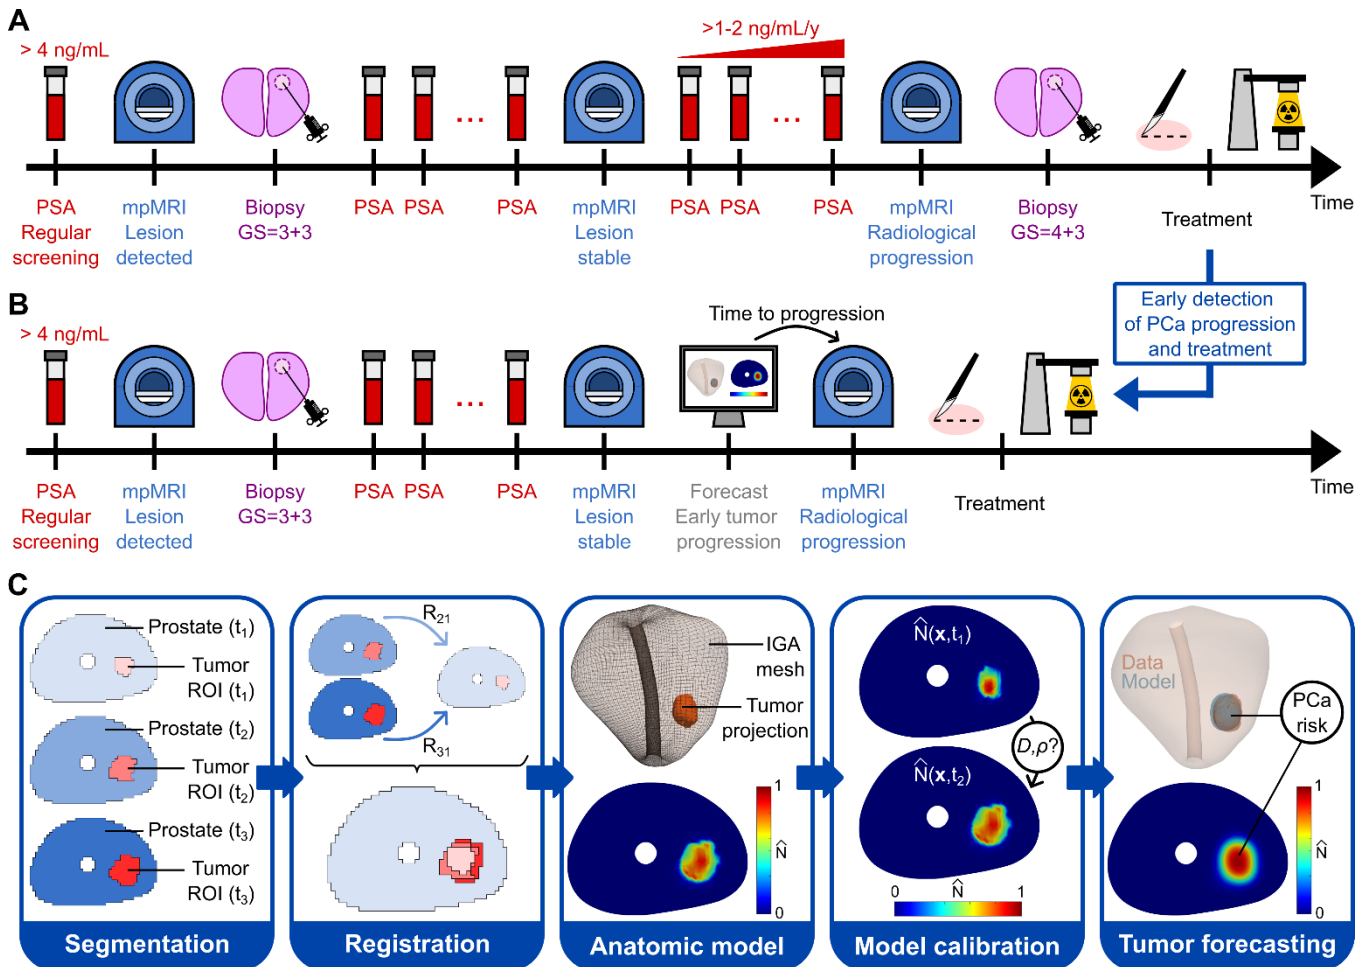 A
> 4 ng/mL
>1-2 ng/mL/y
...
...
PSA
Regular
screening
mpMRI
Lesion
detected
Biopsy
GS=3+3
PSA
PSA
PSA
mpMRI
Lesion
stable
PSA
PSA
PSA
mpMRI
Radiological
progression
Biopsy
GS=4+3
Treatment
Time
Early detection
of PCa progression
and treatment
B
> 4 ng/mL
...
Time to progression
PSA
Regular
screening
mpMRI
Lesion
detected
Biopsy
GS=3+3
PSA
PSA
PSA
mpMRI
Lesion
stable
Forecast
Early tumor
progression
mpMRI
Radiological
progression
Treatment
Time
C
Prostate (t₁)
Tumor
ROI (t₁)
Prostate (t₂)
Tumor
ROI (t₂)
Prostate (t₃)
Tumor
ROI (t₃)
Segmentation
R₂₁
R₃₁
Registration
IGA
mesh
Tumor
projection
1
N̂
0
Anatomic model
N̂(x,t₁)
D,ρ?
N̂(x,t₂)
0 N̂ 1
Model calibration
Data
Model
PCa
risk
1
N̂
0
Tumor forecasting